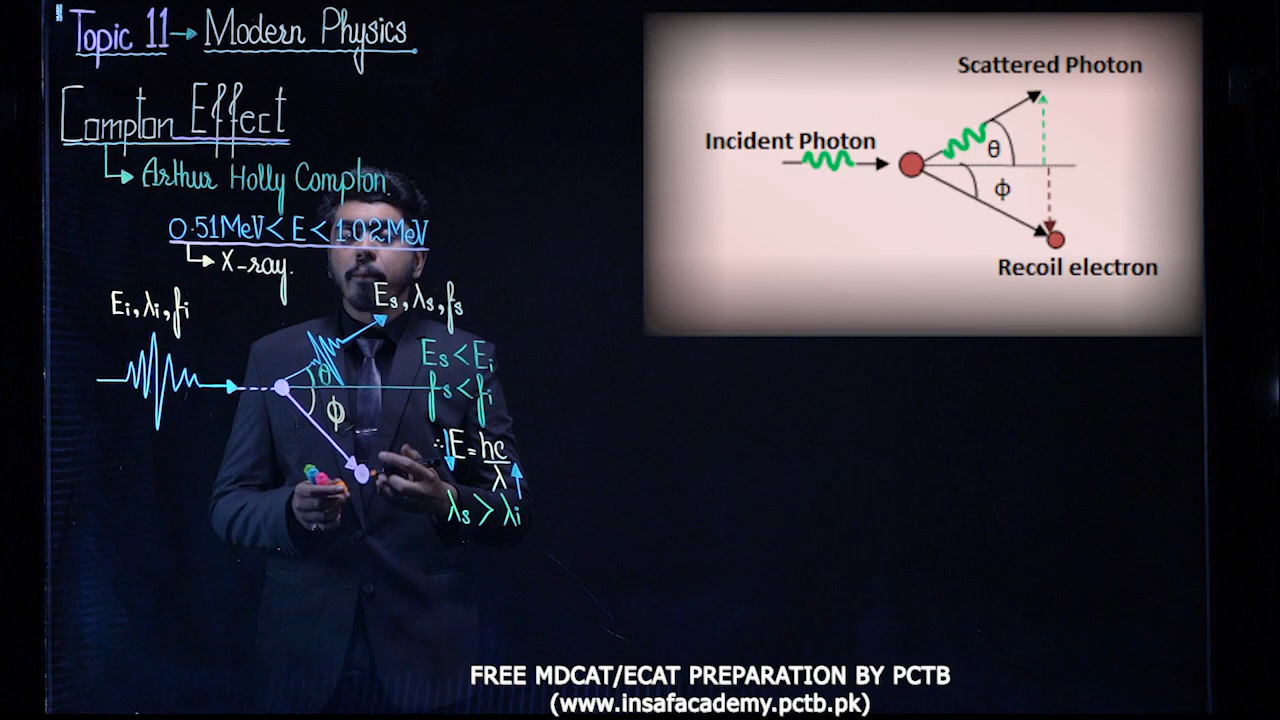 Topic 11 → Modern Physics
Compton Effect
Arthur Holly Compton.
0.51MeV < E < 1.02MeV
X-ray.
Ei, λi, fi
Es, λs, fs
θ
ϕ
Es < Ei
fs < fi
∵ ↓E = hc/λ ↑
λs > λi
Scattered Photon
Incident Photon
θ
ϕ
Recoil electron
FREE MDCAT/ECAT PREPARATION BY PCTB
(www.insafacademy.pctb.pk)